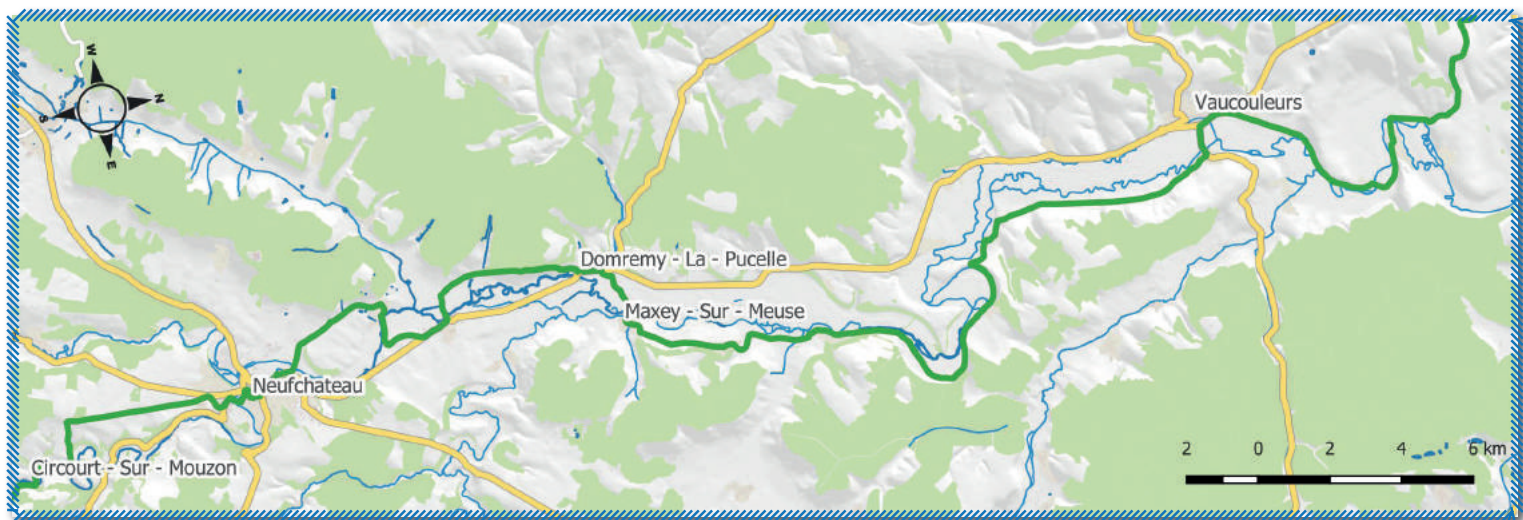 W
N
S
E
Vaucouleurs
Domremy - La - Pucelle
Maxey - Sur - Meuse
Neufchateau
Circourt - Sur - Mouzon
2 0 2 4 6 km